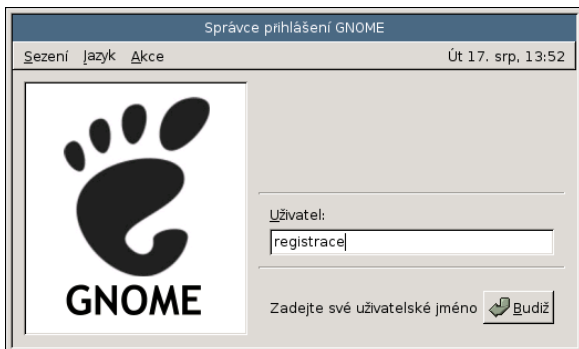 Správce přihlášení GNOME
Sezení Jazyk Akce Út 17. srp, 13:52
Uživatel:
registrace
GNOME
Zadejte své uživatelské jméno Budiž